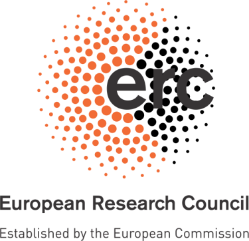 erc
European Research Council
Established by the European Commission